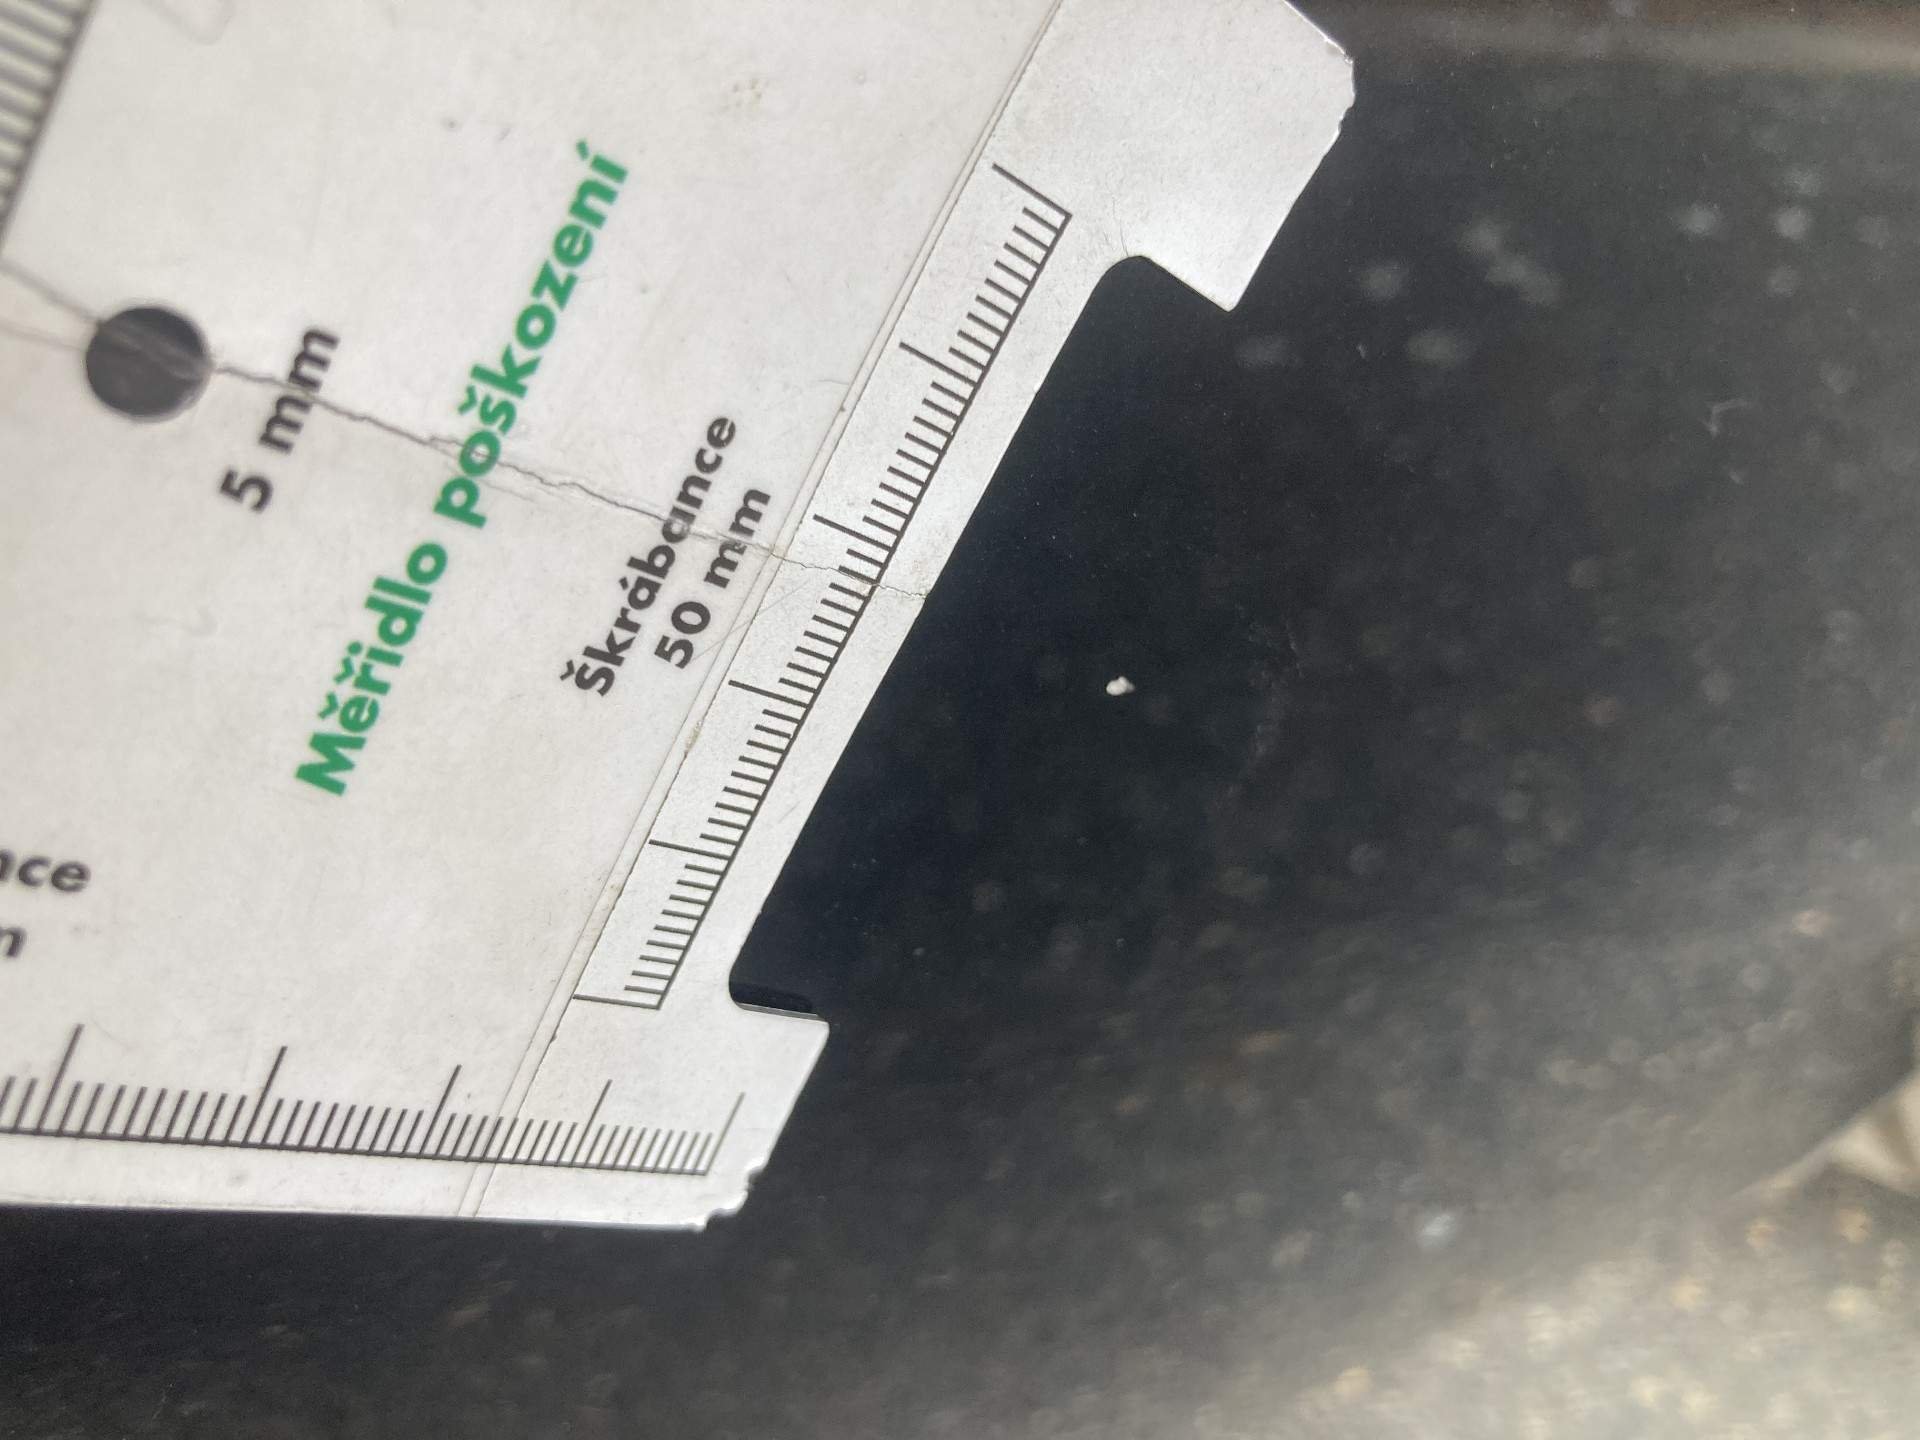 5 mm
Měřidlo poškození
Škrábance
50 mm